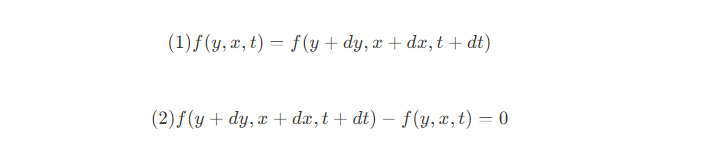 (1)f(y, x, t) = f(y + dy, x + dx, t + dt)
(2)f(y + dy, x + dx, t + dt) − f(y, x, t) = 0